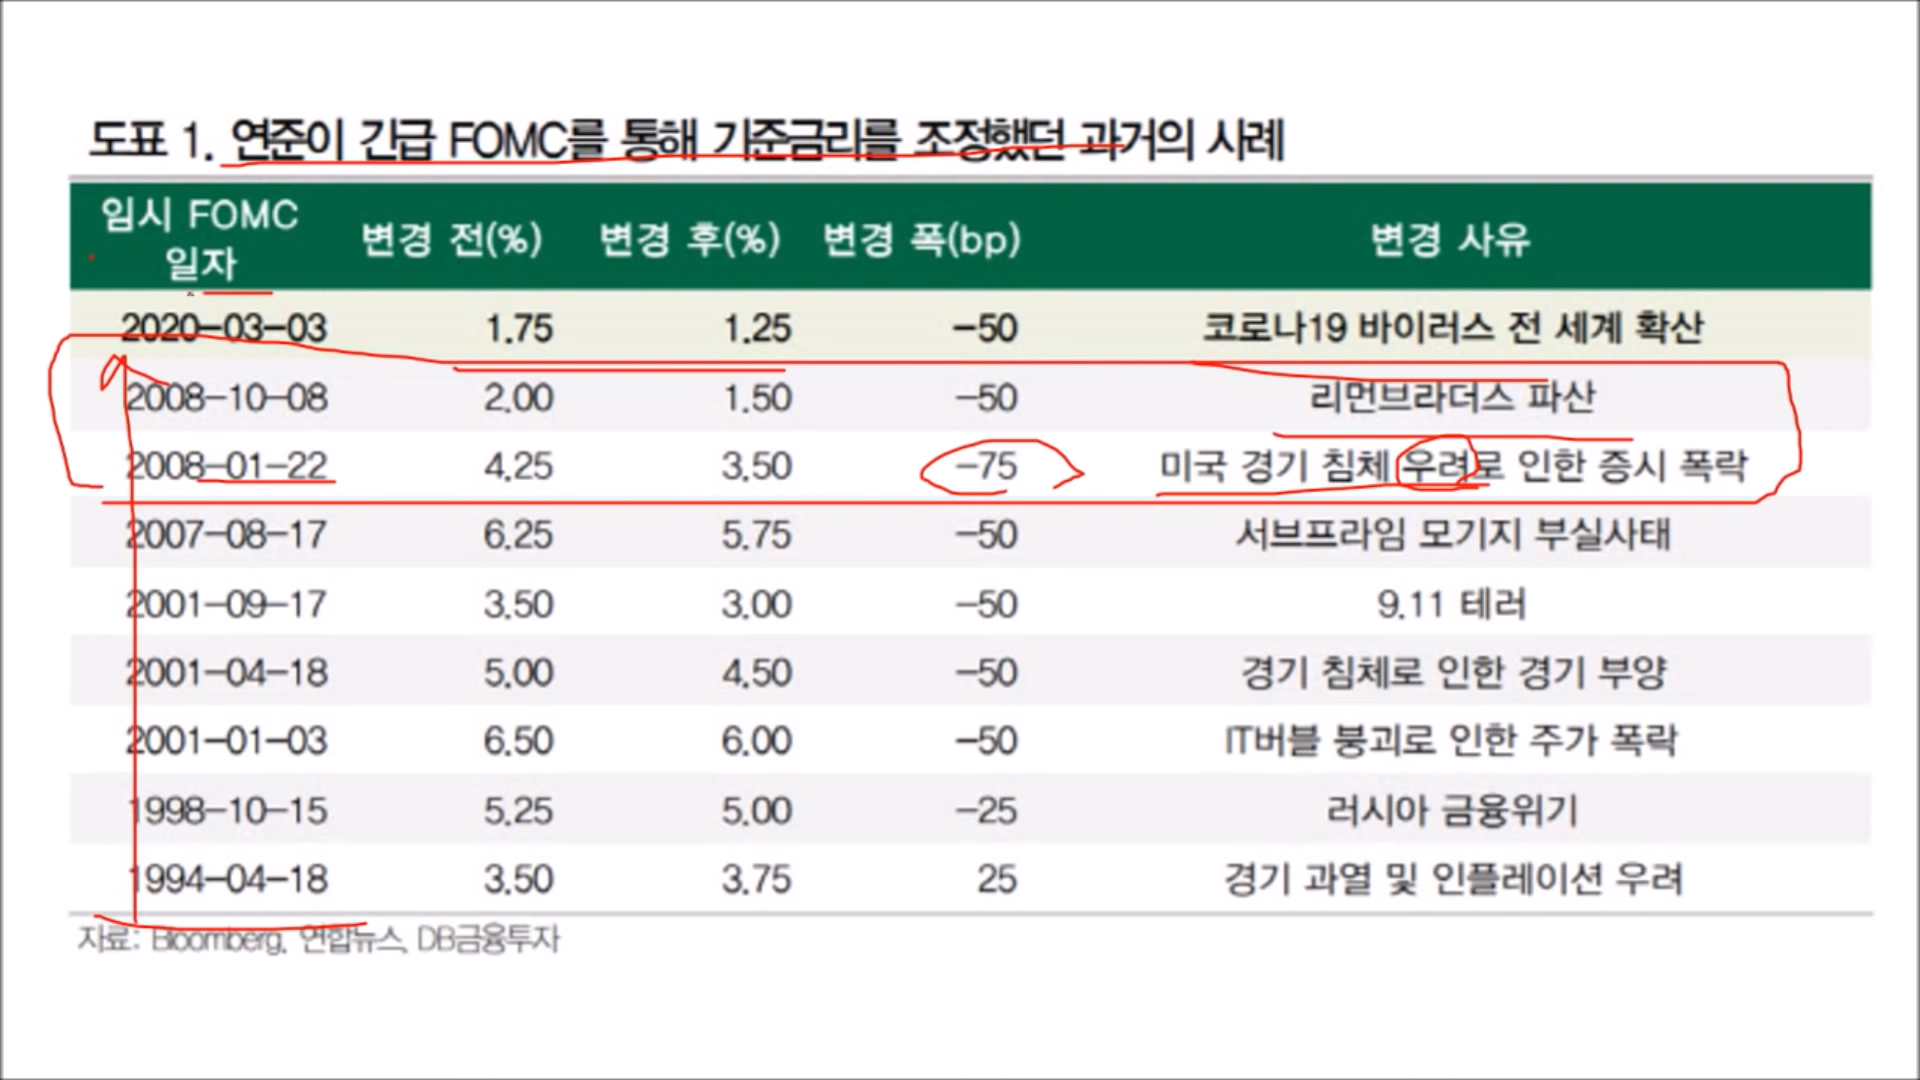 도표 1. 연준이 긴급 FOMC를 통해 기준금리를 조정했던 과거의 사례
임시 FOMC 일자 변경 전(%) 변경 후(%) 변경 폭(bp) 변경 사유
2020-03-03 1.75 1.25 -50 코로나19 바이러스 전 세계 확산
2008-10-08 2.00 1.50 -50 리먼브라더스 파산
2008-01-22 4.25 3.50 -75 미국 경기 침체 우려로 인한 증시 폭락
2007-08-17 6.25 5.75 -50 서브프라임 모기지 부실사태
2001-09-17 3.50 3.00 -50 9.11 테러
2001-04-18 5.00 4.50 -50 경기 침체로 인한 경기 부양
2001-01-03 6.50 6.00 -50 IT버블 붕괴로 인한 주가 폭락
1998-10-15 5.25 5.00 -25 러시아 금융위기
1994-04-18 3.50 3.75 25 경기 과열 및 인플레이션 우려
자료: Bloomberg, 연합뉴스, DB금융투자